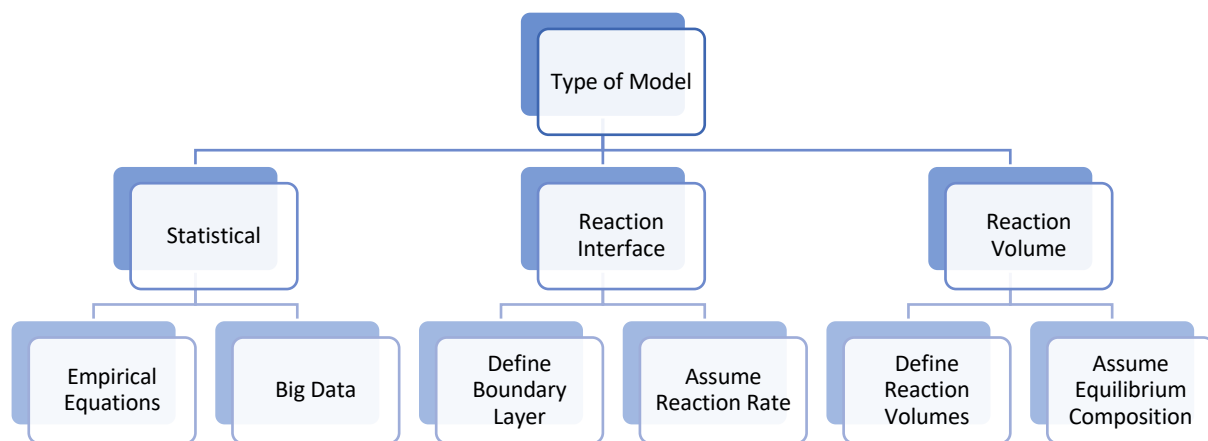 Type of Model
Statistical
Reaction
Interface
Reaction
Volume
Empirical
Equations
Big Data
Define
Boundary
Layer
Assume
Reaction Rate
Define
Reaction
Volumes
Assume
Equilibrium
Composition